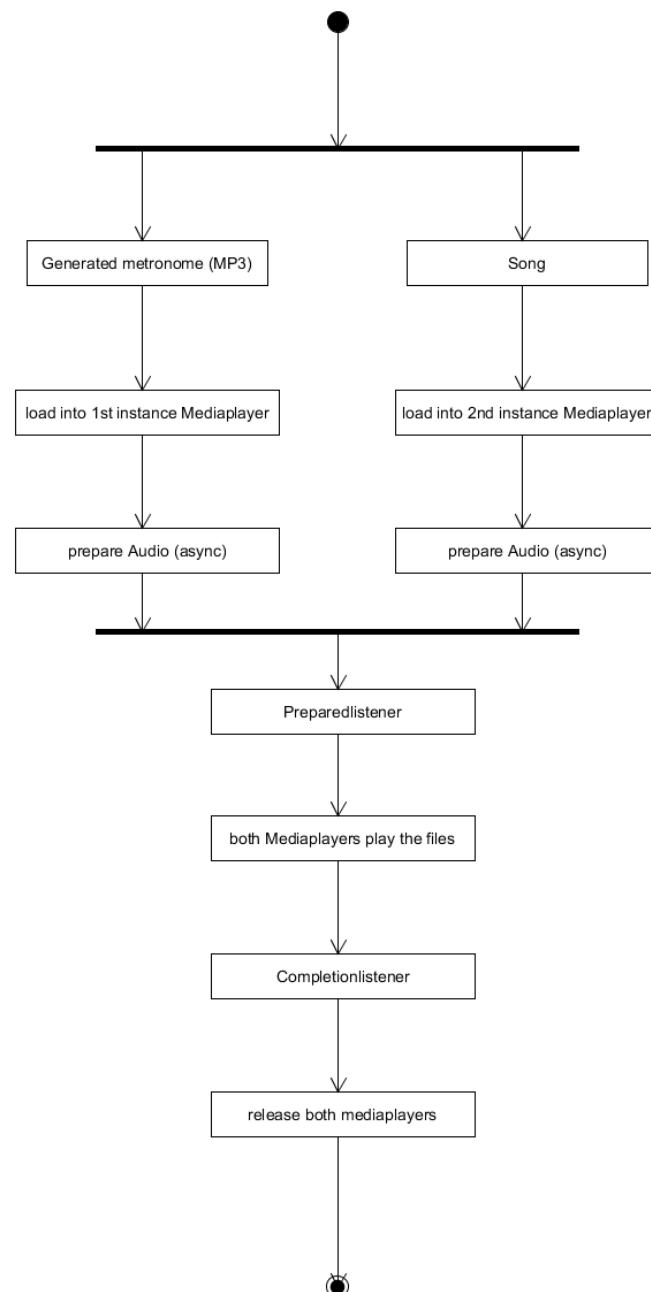 Generated metronome (MP3)
Song
load into 1st instance Mediaplayer
load into 2nd instance Mediaplayer
prepare Audio (async)
prepare Audio (async)
Preparedlistener
both Mediaplayers play the files
Completionlistener
release both mediaplayers